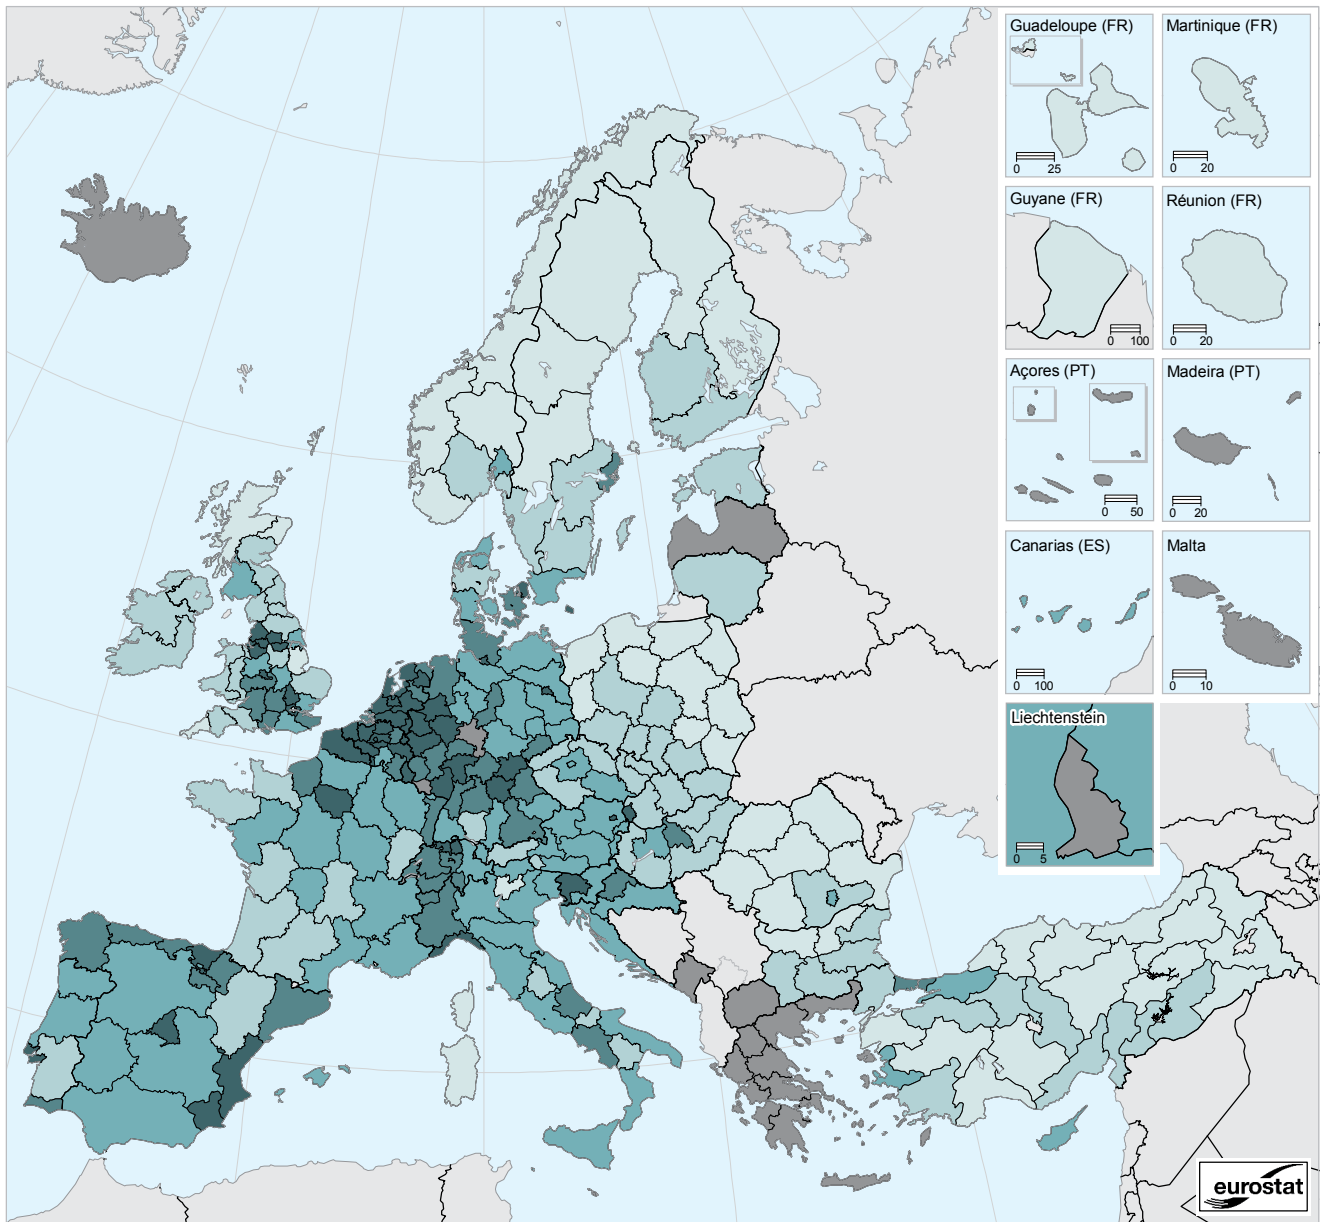 Guadeloupe (FR)
0 25
Martinique (FR)
0 20
Guyane (FR)
0 100
Réunion (FR)
0 20
Açores (PT)
0 50
Madeira (PT)
0 20
Canarias (ES)
0 100
Malta
0 10
Liechtenstein
0 5
eurostat